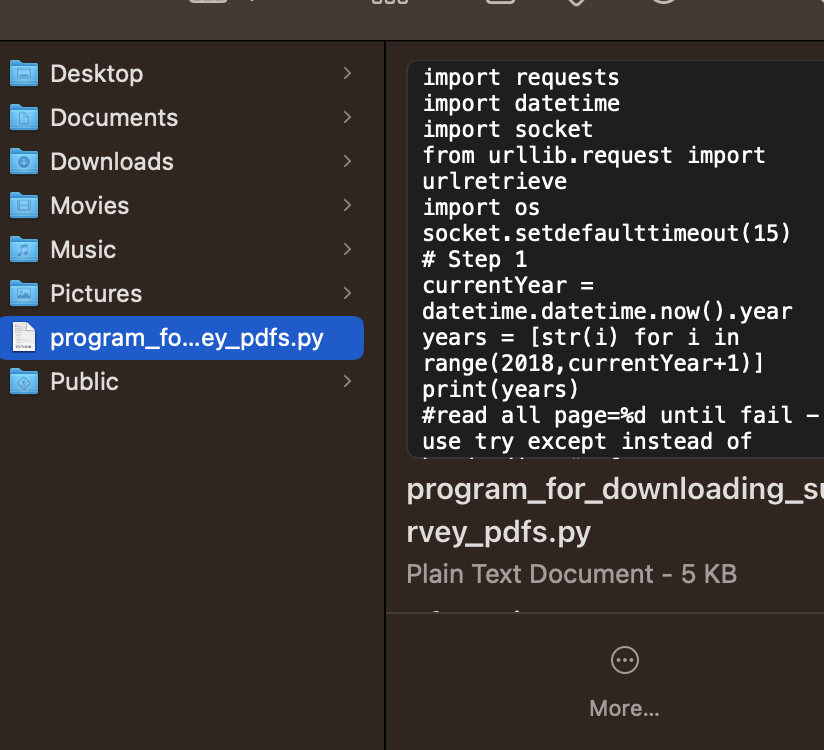 Desktop
Documents
Downloads
Movies
Music
Pictures
program_fo...ey_pdfs.py
Public
import requests
import datetime
import socket
from urllib.request import
urlretrieve
import os
socket.setdefaulttimeout(15)
# Step 1
currentYear =
datetime.datetime.now().year
years = [str(i) for i in
range(2018,currentYear+1)]
print(years)
#read all page=%d until fail -
use try except instead of
program_for_downloading_su
rvey_pdfs.py
Plain Text Document - 5 KB
More...